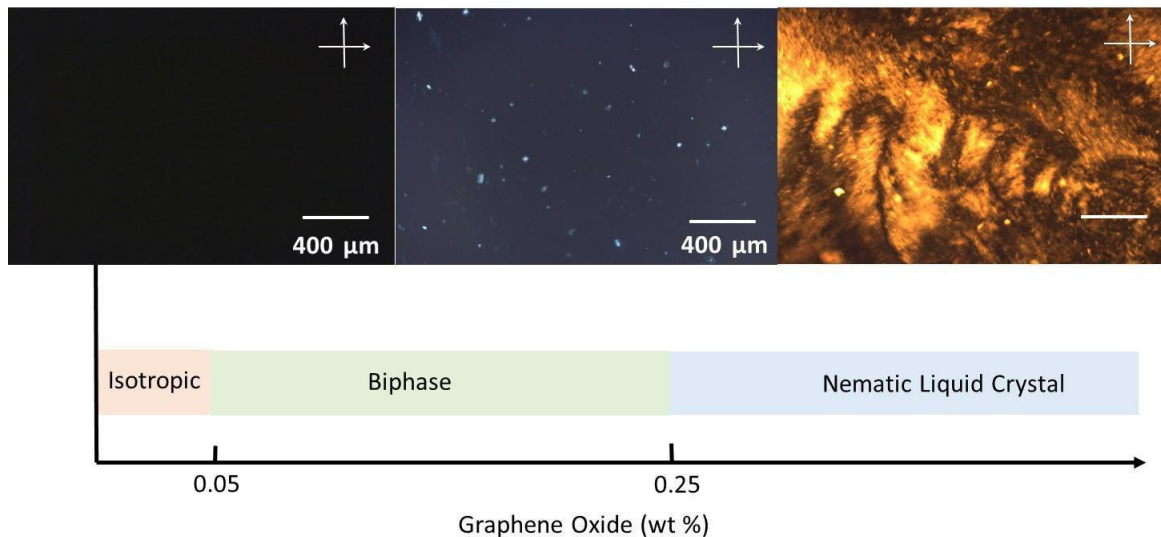 400 µm
400 µm
Isotropic
Biphase
Nematic Liquid Crystal
0.05
0.25
Graphene Oxide (wt %)